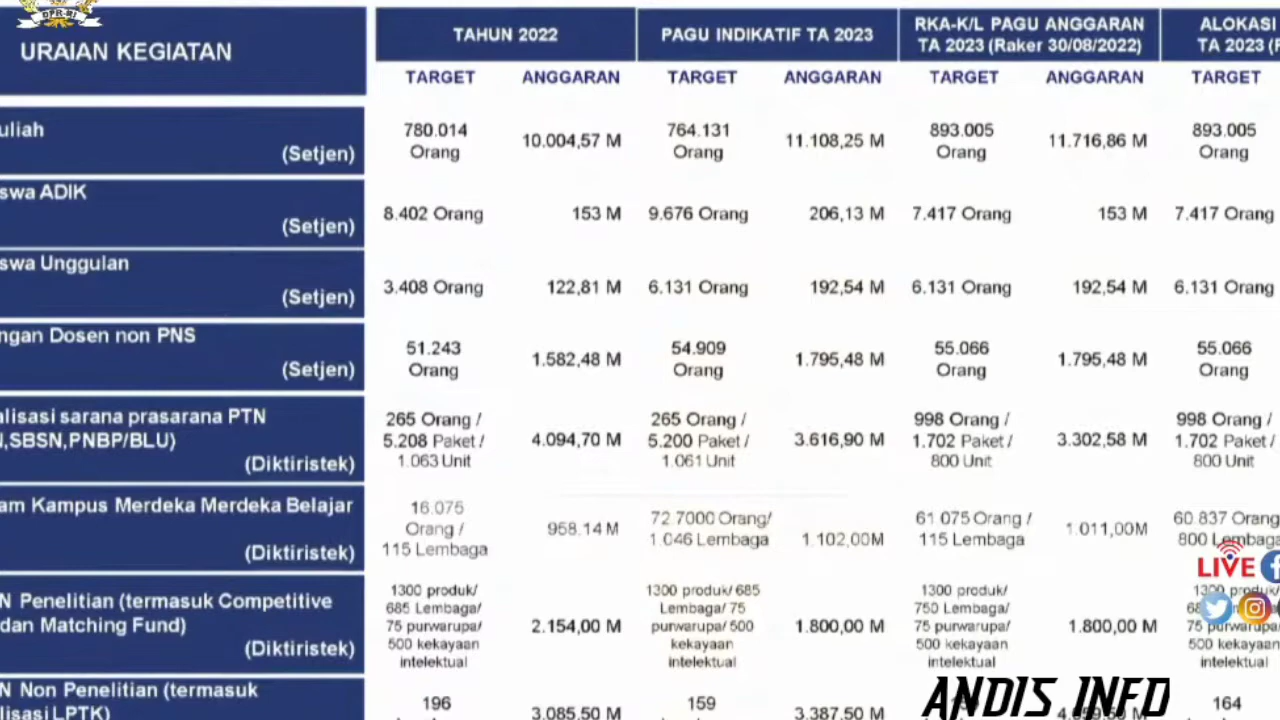 DPR-RI
URAIAN KEGIATAN
TAHUN 2022
PAGU INDIKATIF TA 2023
RKA-K/L PAGU ANGGARAN
TA 2023 (Raker 30/08/2022)
ALOKASI
TA 2023
TARGET ANGGARAN TARGET ANGGARAN TARGET ANGGARAN TARGET
uliah
(Setjen)
780.014
Orang
10.004,57 M
764.131
Orang
11.108,25 M
893.005
Orang
11.716,86 M
893.005
Orang
swa ADIK
(Setjen)
8.402 Orang 153 M 9.676 Orang 206,13 M 7.417 Orang 153 M 7.417 Orang
swa Unggulan
(Setjen)
3.408 Orang 122,81 M 6.131 Orang 192,54 M 6.131 Orang 192,54 M 6.131 Orang
ngan Dosen non PNS
(Setjen)
51.243
Orang
1.582,48 M
54.909
Orang
1.795,48 M
55.066
Orang
1.795,48 M
55.066
Orang
alisasi sarana prasarana PTN
,SBSN,PNBP/BLU)
(Diktiristek)
265 Orang /
5.208 Paket /
1.063 Unit
4.094,70 M
265 Orang /
5.200 Paket /
1.061 Unit
3.616,90 M
998 Orang /
1.702 Paket /
800 Unit
3.302,58 M
998 Orang /
1.702 Paket /
800 Unit
am Kampus Merdeka Merdeka Belajar
(Diktiristek)
16.075
Orang /
115 Lembaga
958.14 M
72.7000 Orang/
1.046 Lembaga
1.102,00M
61.075 Orang /
115 Lembaga
1.011,00M
60.837 Orang
800 Lembaga
N Penelitian (termasuk Competitive
dan Matching Fund)
(Diktiristek)
1300 produk/
685 Lembaga/
75 purwarupa/
500 kekayaan
intelektual
2.154,00 M
1300 produk/ 685
Lembaga/ 75
purwarupa/ 500
kekayaan
intelektual
1.800,00 M
1300 produk/
750 Lembaga/
75 purwarupa/
500 kekayaan
intelektual
1.800,00 M
1300 produk/
75 purwarupa/
500 kekayaan
intelektual
N Non Penelitian (termasuk
lisasi LPTK)
196
3.085,50 M
159
3.387,50 M
164
LIVE
ANDIS INFO